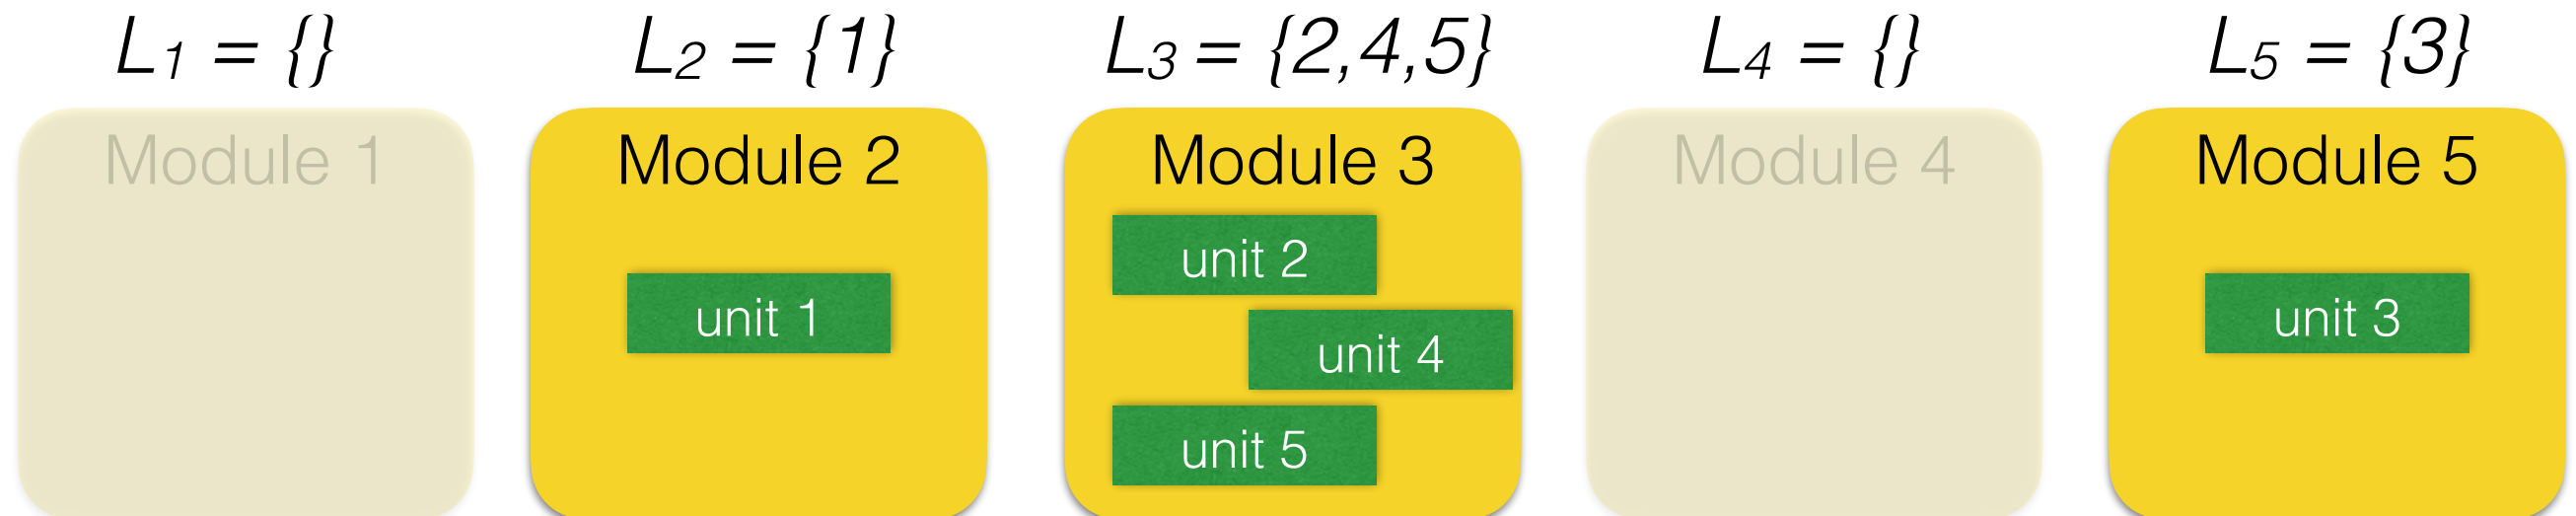 L1 = {} L2 = {1} L3 = {2,4,5} L4 = {} L5 = {3}
Module 1 Module 2 Module 3 Module 4 Module 5
unit 2
unit 1 unit 3
unit 4
unit 5